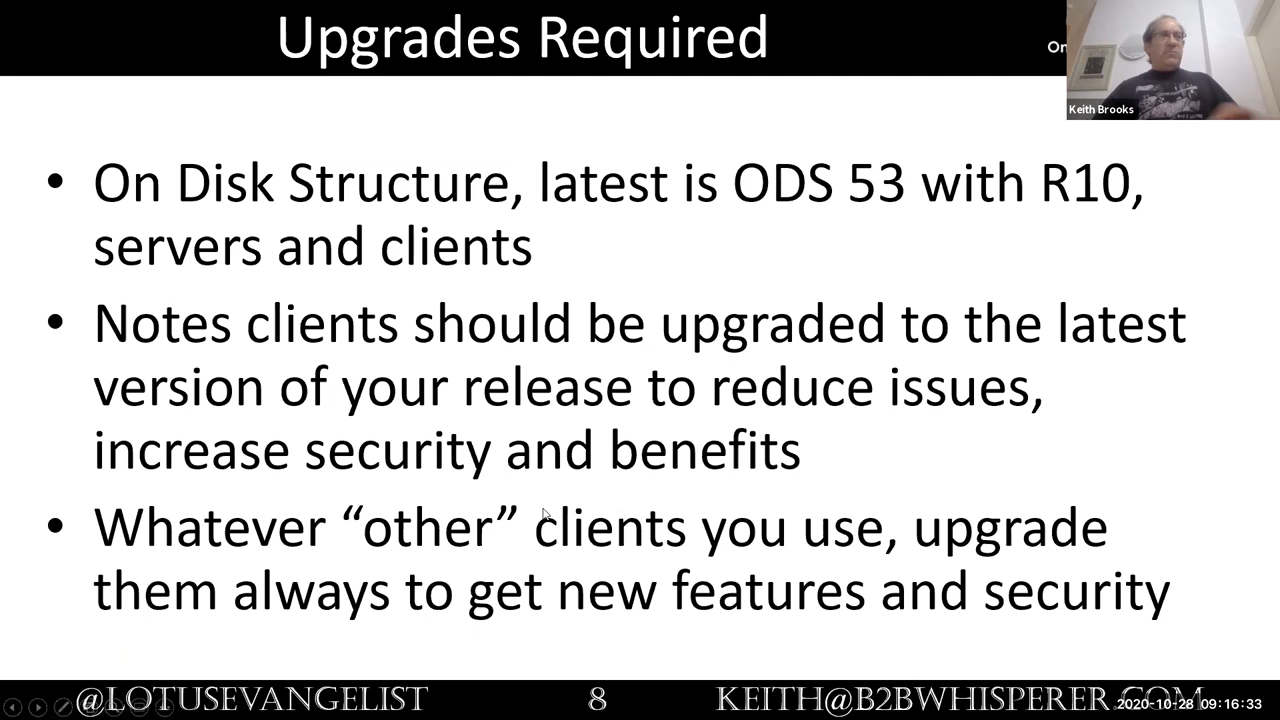 Upgrades Required
On
Keith Brooks
• On Disk Structure, latest is ODS 53 with R10,
servers and clients
• Notes clients should be upgraded to the latest
version of your release to reduce issues,
increase security and benefits
• Whatever “other” clients you use, upgrade
them always to get new features and security
@LOTUSEVANGELIST
8
KEITH@B2BWHISPERER.COM
2020-10-28 09:16:33